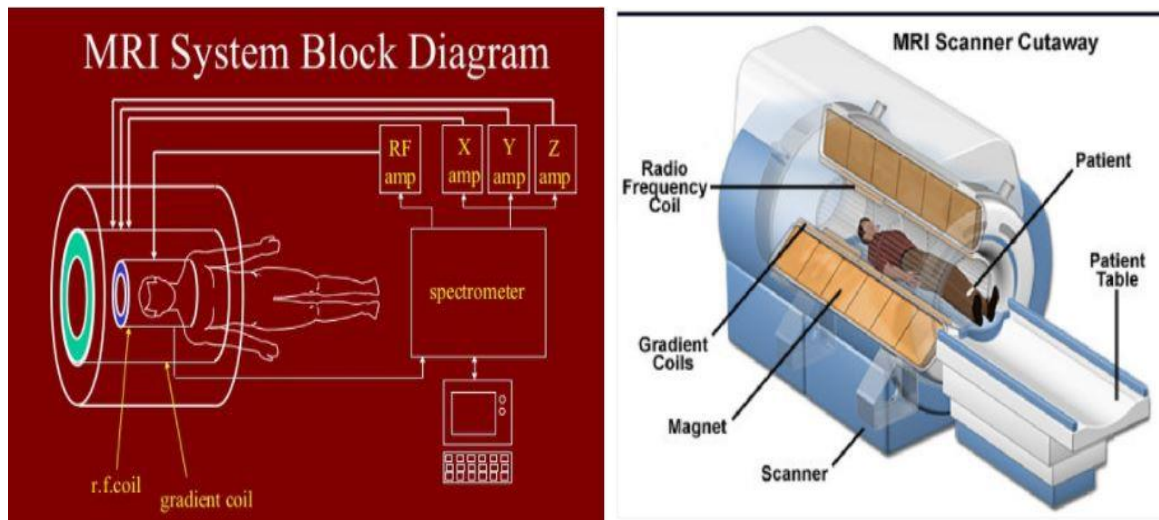 MRI System Block Diagram
RF
amp
X
amp
Y
amp
Z
amp
spectrometer
r.f.coil
gradient coil
MRI Scanner Cutaway
Radio
Frequency
Coil
Patient
Patient
Table
Gradient
Coils
Magnet
Scanner